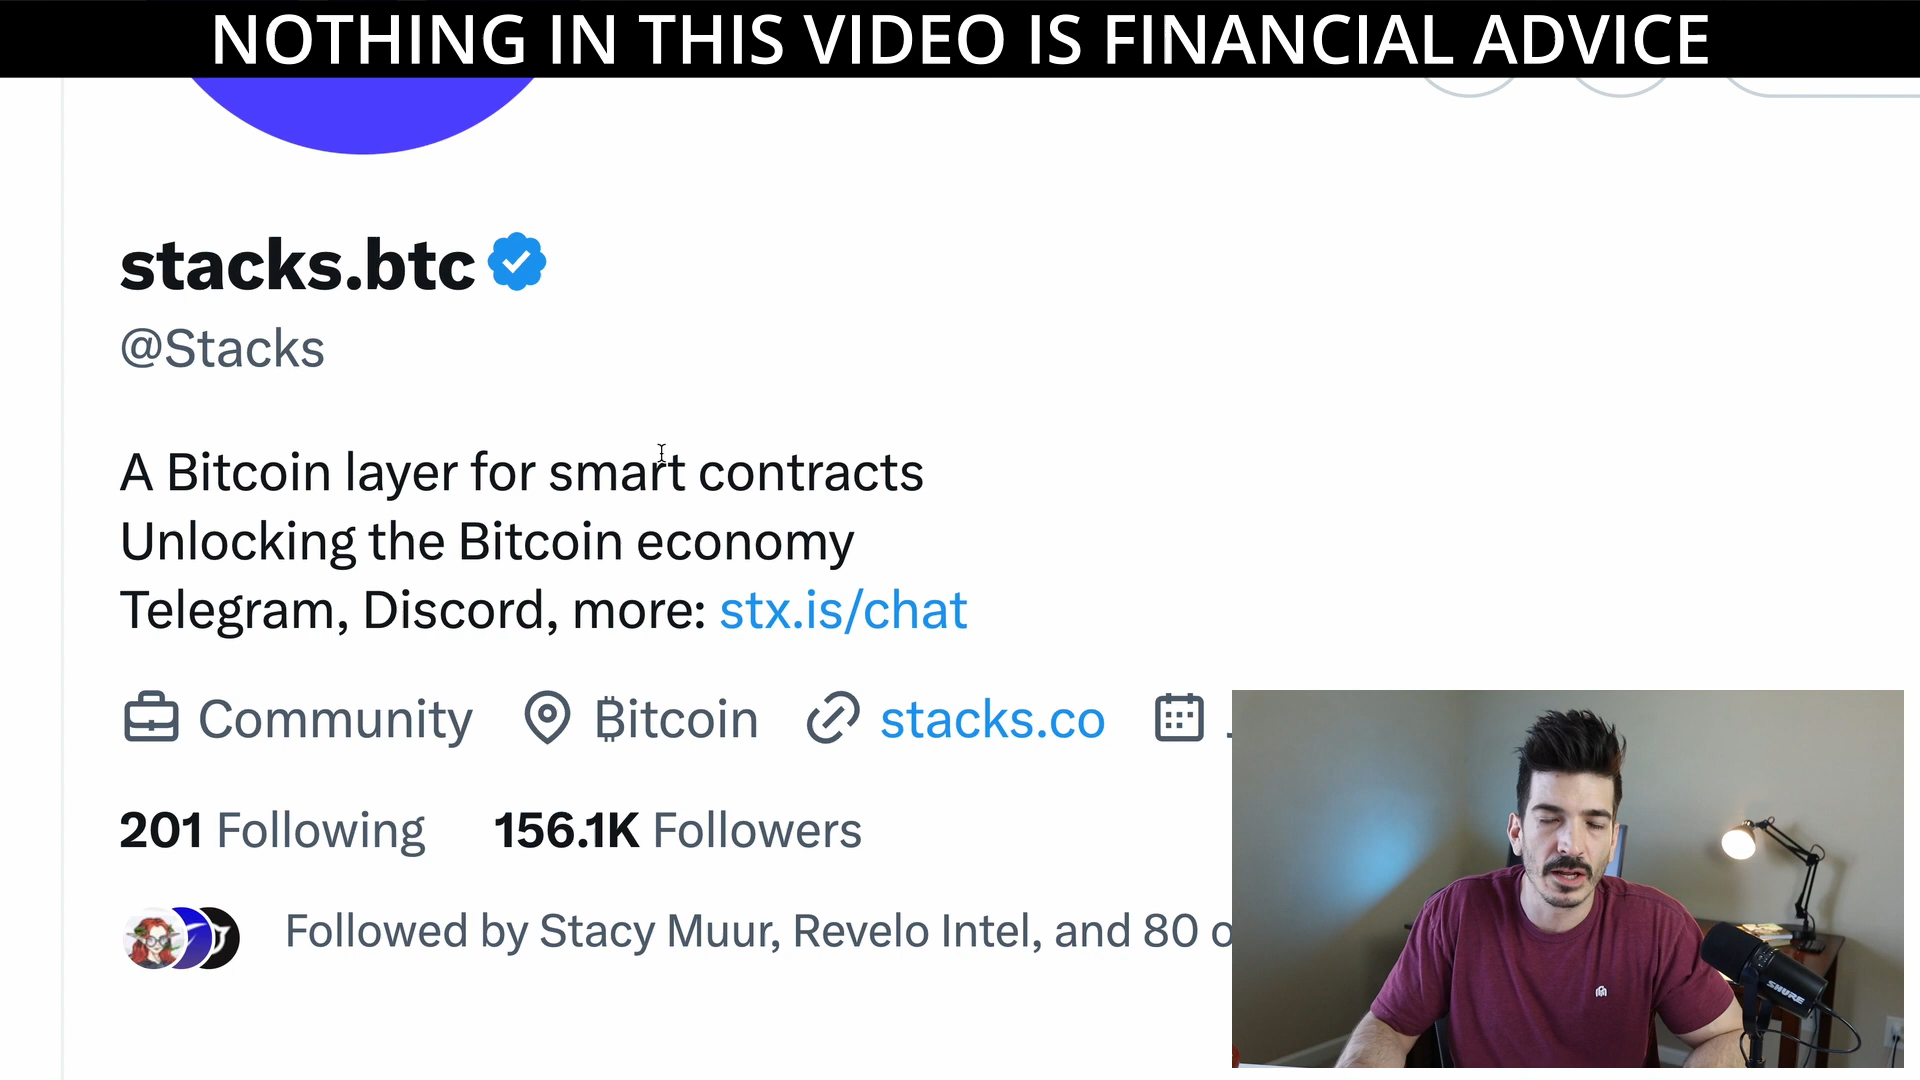 NOTHING IN THIS VIDEO IS FINANCIAL ADVICE
stacks.btc
@Stacks
A Bitcoin layer for smart contracts
Unlocking the Bitcoin economy
Telegram, Discord, more: stx.is/chat
Community ₿itcoin stacks.co
201 Following 156.1K Followers
Followed by Stacy Muur, Revelo Intel, and 80 o
SHURE